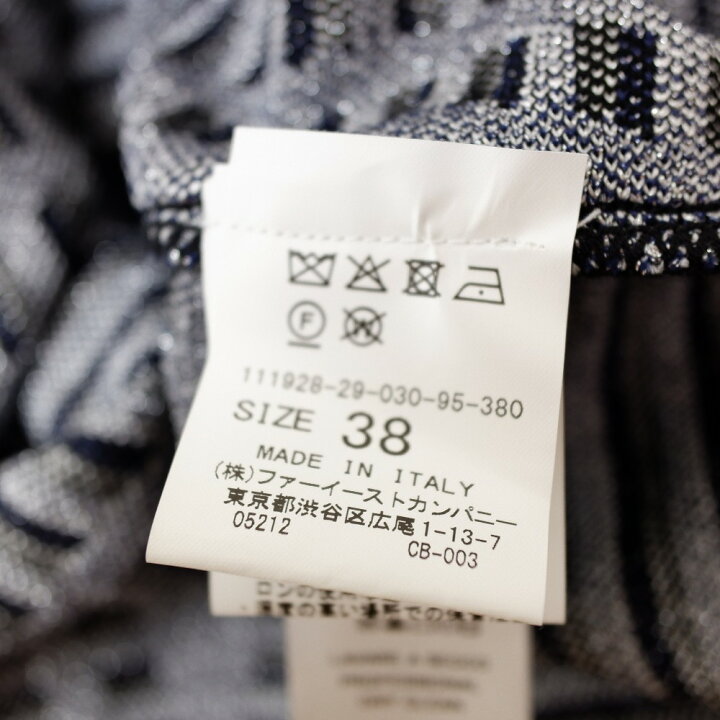 F
W
111928-29-030-95-380
SIZE 38
MADE IN ITALY
(株)ファーイーストカンパニー
東京都渋谷区広尾1-13-7
05212 CB-003